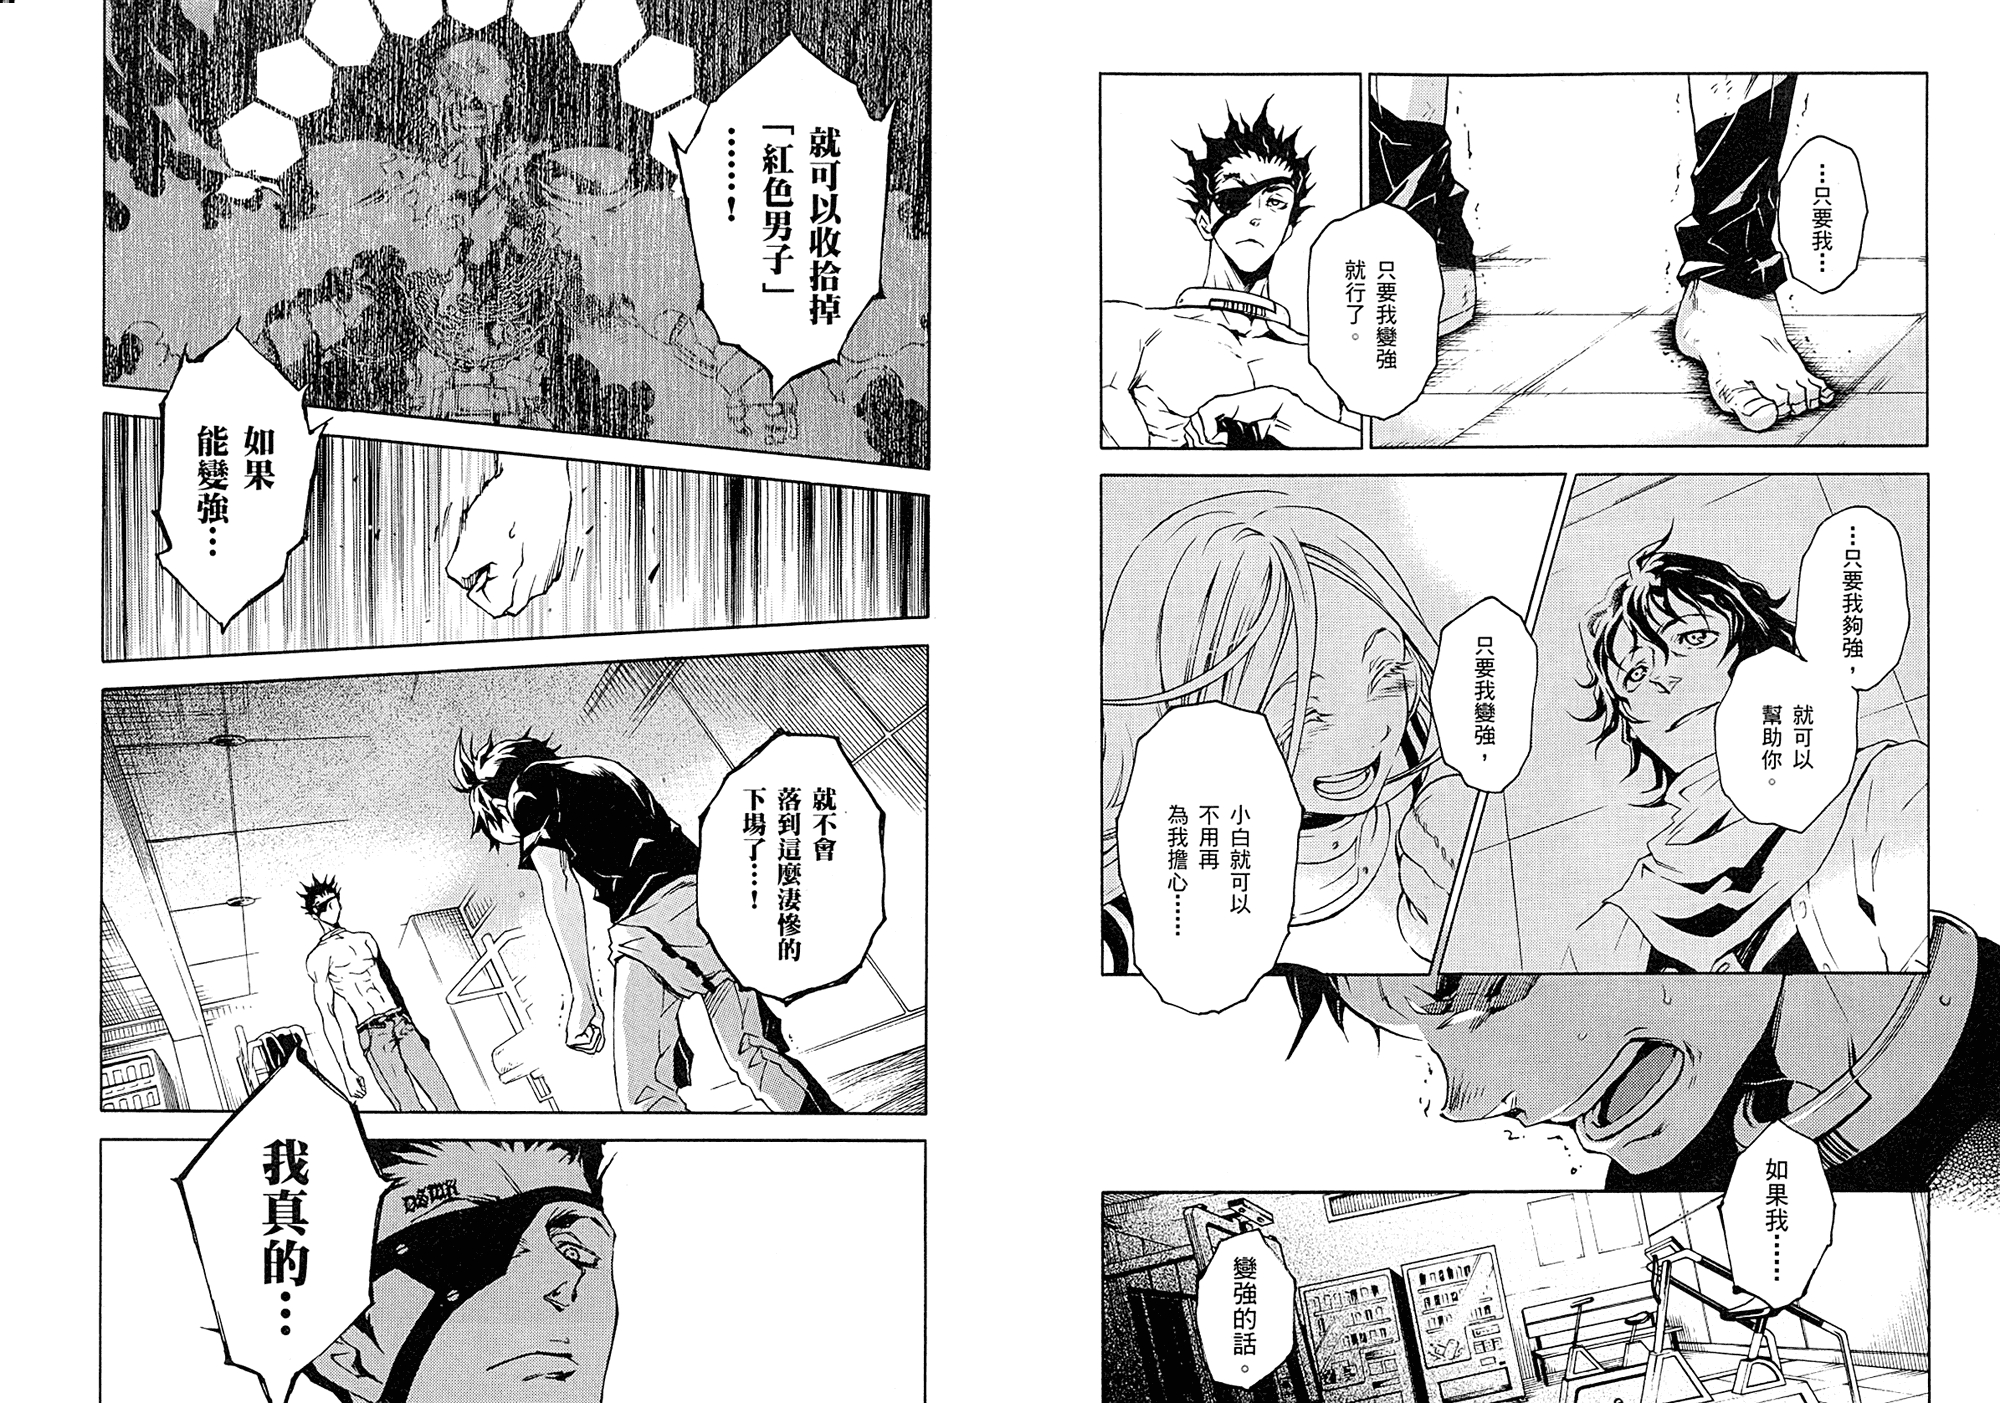 …只要我…
只要我變強
就行了。
…只要我夠強，
就可以
幫助你。
只要我變強，
小白就可以
不用再
為我擔心……
如果我……
變強的話。
就可以收拾掉
「紅色男子」
……！
如果
能變強…
就不會
落到這麼淒慘的
下場了…！
我真的…